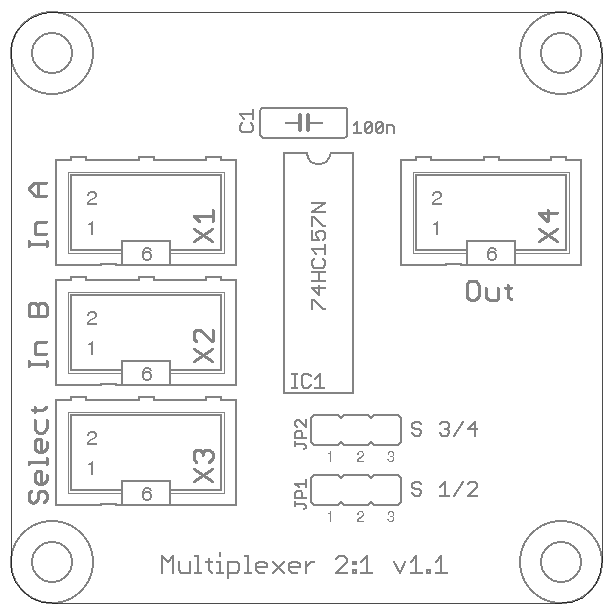 C1
100n
In A
2
1
6
X1
74HC157N
IC1
2
1
6
X4
Out
In B
2
1
6
X2
Select
2
1
6
X3
JP2
1 2 3
S 3/4
JP1
1 2 3
S 1/2
Multiplexer 2:1 v1.1